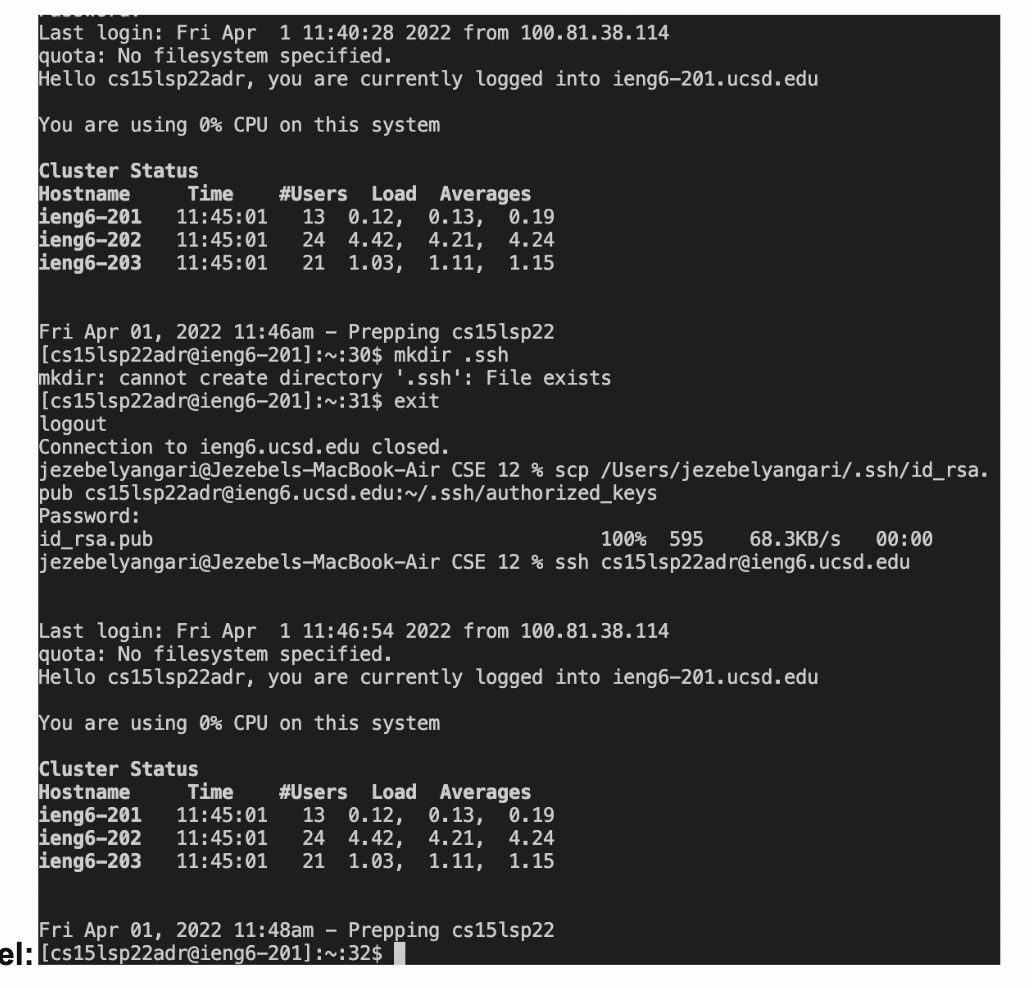 Last login: Fri Apr  1 11:40:28 2022 from 100.81.38.114
quota: No filesystem specified.
Hello cs15lsp22adr, you are currently logged into ieng6-201.ucsd.edu
You are using 0% CPU on this system
Cluster Status
Hostname     Time    #Users  Load  Averages
ieng6-201   11:45:01   13  0.12,  0.13,  0.19
ieng6-202   11:45:01   24  4.42,  4.21,  4.24
ieng6-203   11:45:01   21  1.03,  1.11,  1.15
Fri Apr 01, 2022 11:46am - Prepping cs15lsp22
[cs15lsp22adr@ieng6-201]:~:30$ mkdir .ssh
mkdir: cannot create directory '.ssh': File exists
[cs15lsp22adr@ieng6-201]:~:31$ exit
logout
Connection to ieng6.ucsd.edu closed.
jezebelyangari@Jezebels-MacBook-Air CSE 12 % scp /Users/jezebelyangari/.ssh/id_rsa.
pub cs15lsp22adr@ieng6.ucsd.edu:~/.ssh/authorized_keys
Password:
id_rsa.pub                                       100%  595    68.3KB/s   00:00
jezebelyangari@Jezebels-MacBook-Air CSE 12 % ssh cs15lsp22adr@ieng6.ucsd.edu
Last login: Fri Apr  1 11:46:54 2022 from 100.81.38.114
quota: No filesystem specified.
Hello cs15lsp22adr, you are currently logged into ieng6-201.ucsd.edu
You are using 0% CPU on this system
Cluster Status
Hostname     Time    #Users  Load  Averages
ieng6-201   11:45:01   13  0.12,  0.13,  0.19
ieng6-202   11:45:01   24  4.42,  4.21,  4.24
ieng6-203   11:45:01   21  1.03,  1.11,  1.15
Fri Apr 01, 2022 11:48am - Prepping cs15lsp22
el: [cs15lsp22adr@ieng6-201]:~:32$